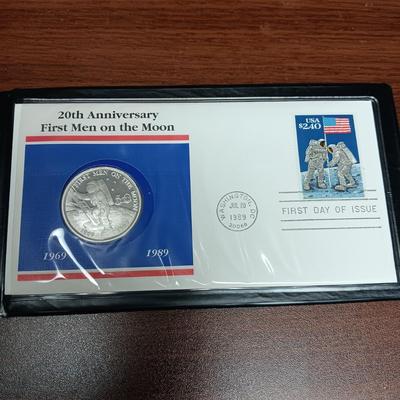 20th Anniversary
First Men on the Moon
FIRST MEN ON THE MOON
1969 1989
USA
$2.40
WASHINGTON, DC
JUL 20
1989
20066
FIRST DAY OF ISSUE